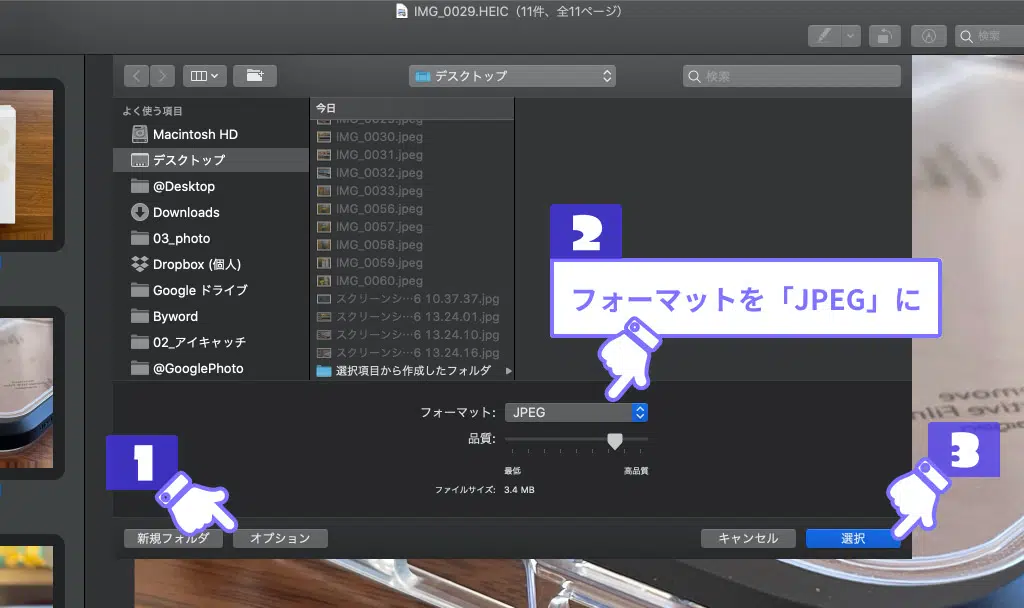 IMG_0029.HEIC（11件、全11ページ）
検索
デスクトップ
検索
よく使う項目
Macintosh HD
デスクトップ
@Desktop
Downloads
03_photo
Dropbox (個人)
Google ドライブ
Byword
02_アイキャッチ
@GooglePhoto
今日
IMG_0030.jpeg
IMG_0031.jpeg
IMG_0032.jpeg
IMG_0033.jpeg
IMG_0056.jpeg
IMG_0057.jpeg
IMG_0058.jpeg
IMG_0059.jpeg
IMG_0060.jpeg
スクリーンシ…6 10.37.37.jpg
スクリーンシ…6 13.24.01.jpg
スクリーンシ…6 13.24.10.jpg
スクリーンシ…6 13.24.16.jpg
選択項目から作成したフォルダ
2
フォーマットを「JPEG」に
フォーマット: JPEG
品質:
最低 高品質
ファイルサイズ: 3.4 MB
1
3
新規フォルダ オプション キャンセル 選択